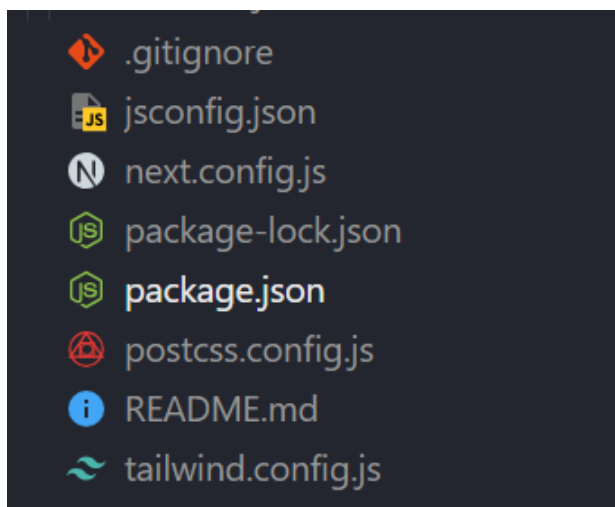 .gitignore
jsconfig.json
next.config.js
package-lock.json
package.json
postcss.config.js
README.md
tailwind.config.js